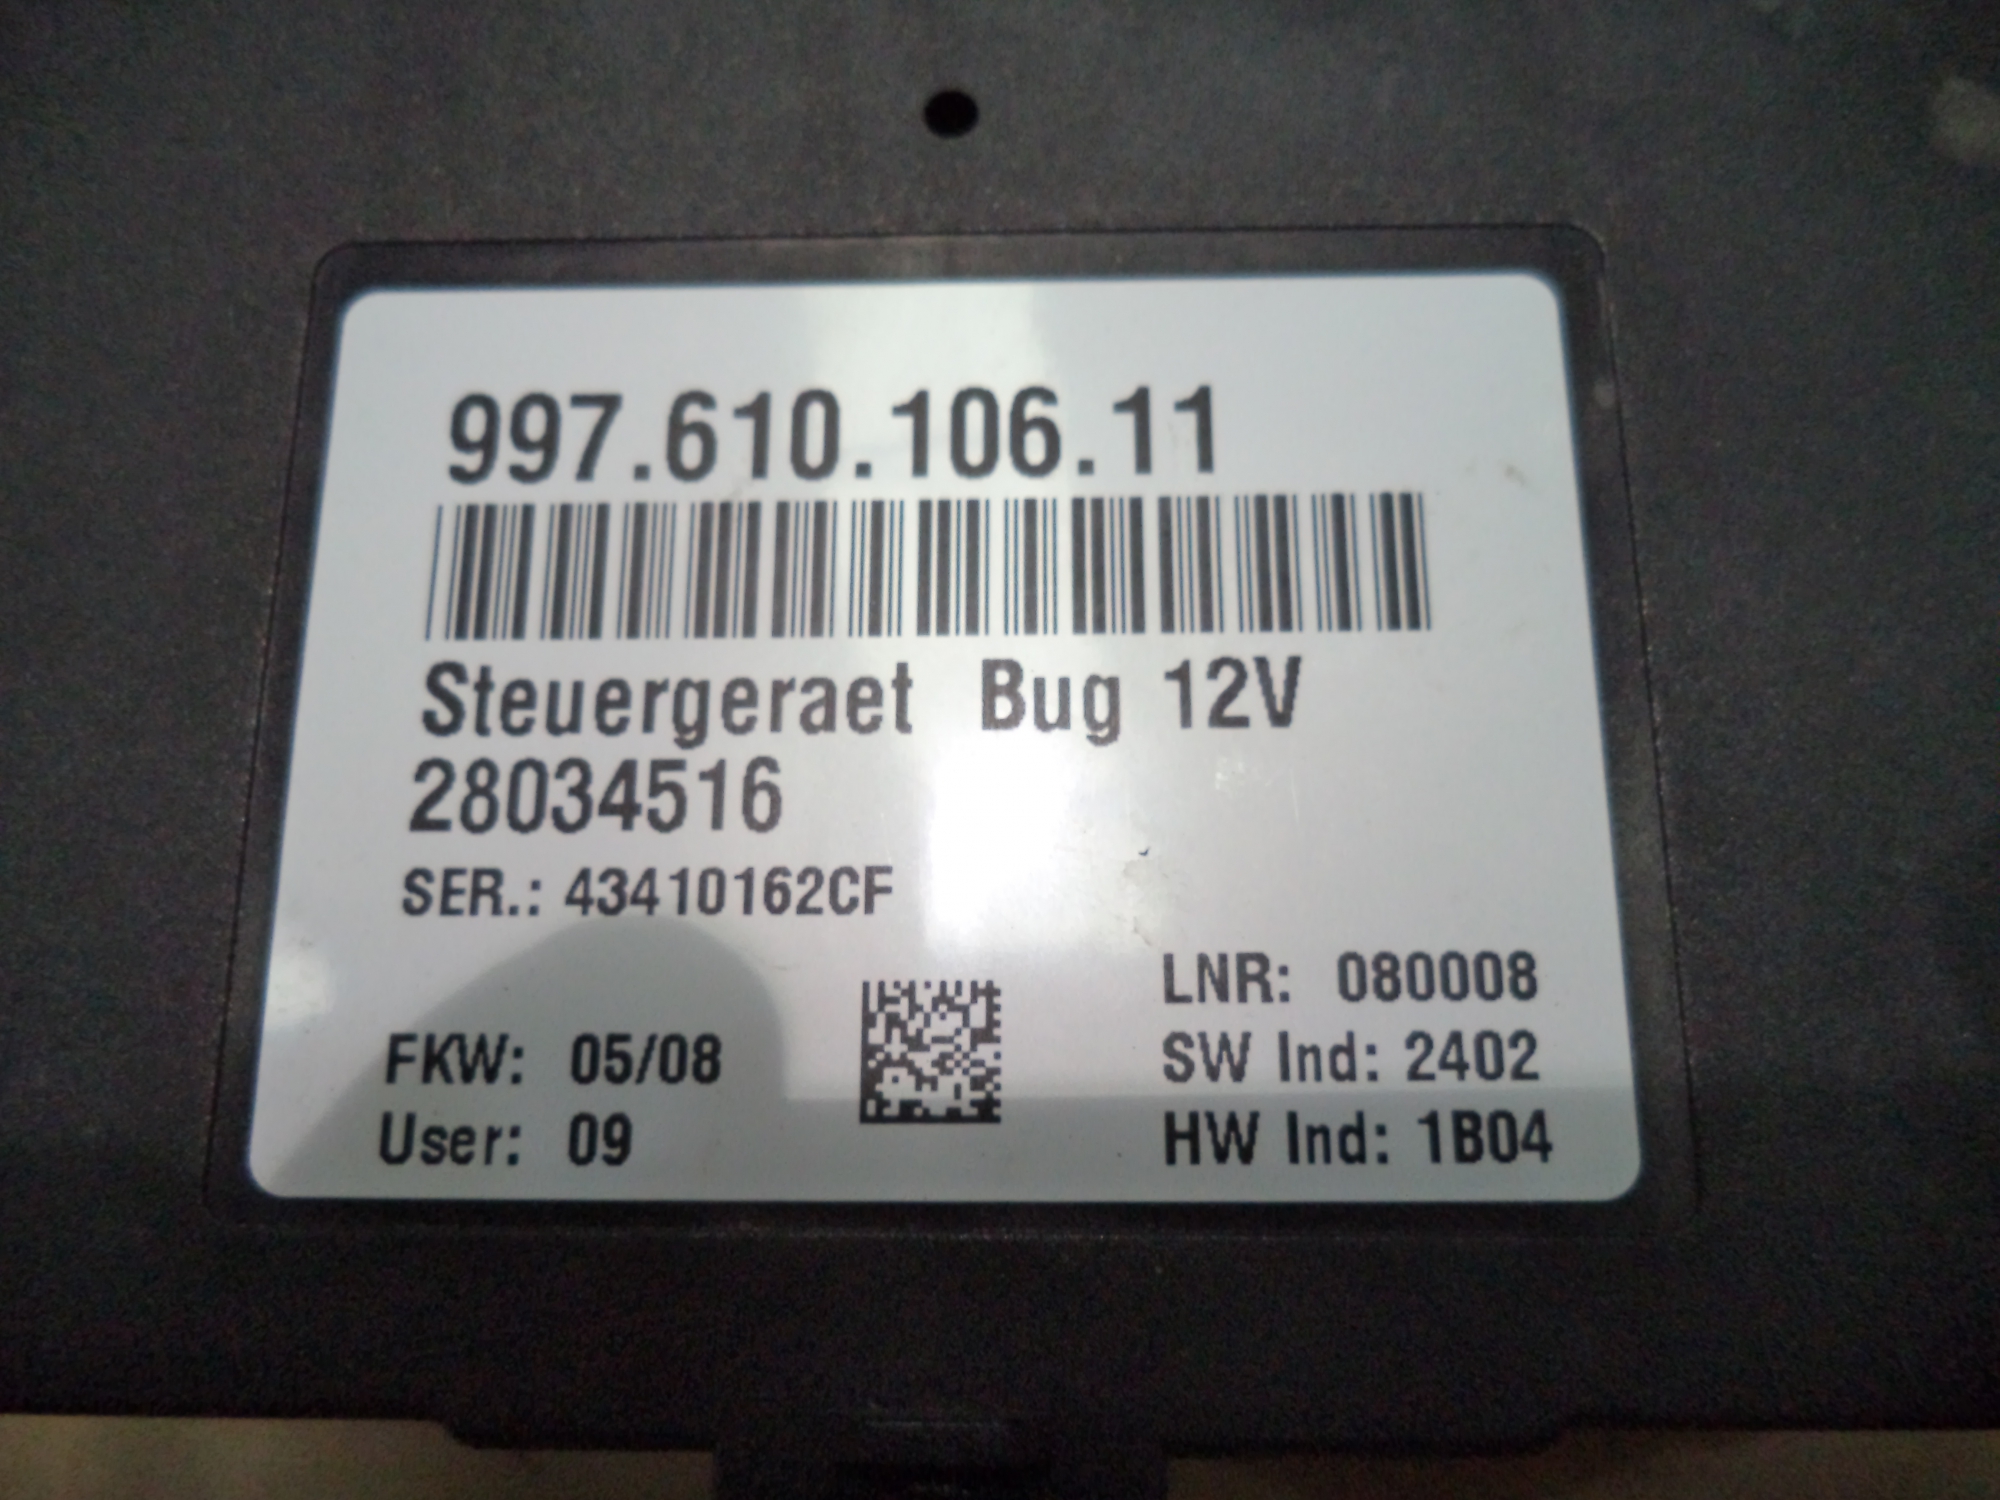 997.610.106.11
Steuergeraet Bug 12V
28034516
SER.: 43410162CF
LNR: 080008
FKW: 05/08
SW Ind: 2402
User: 09
HW Ind: 1B04